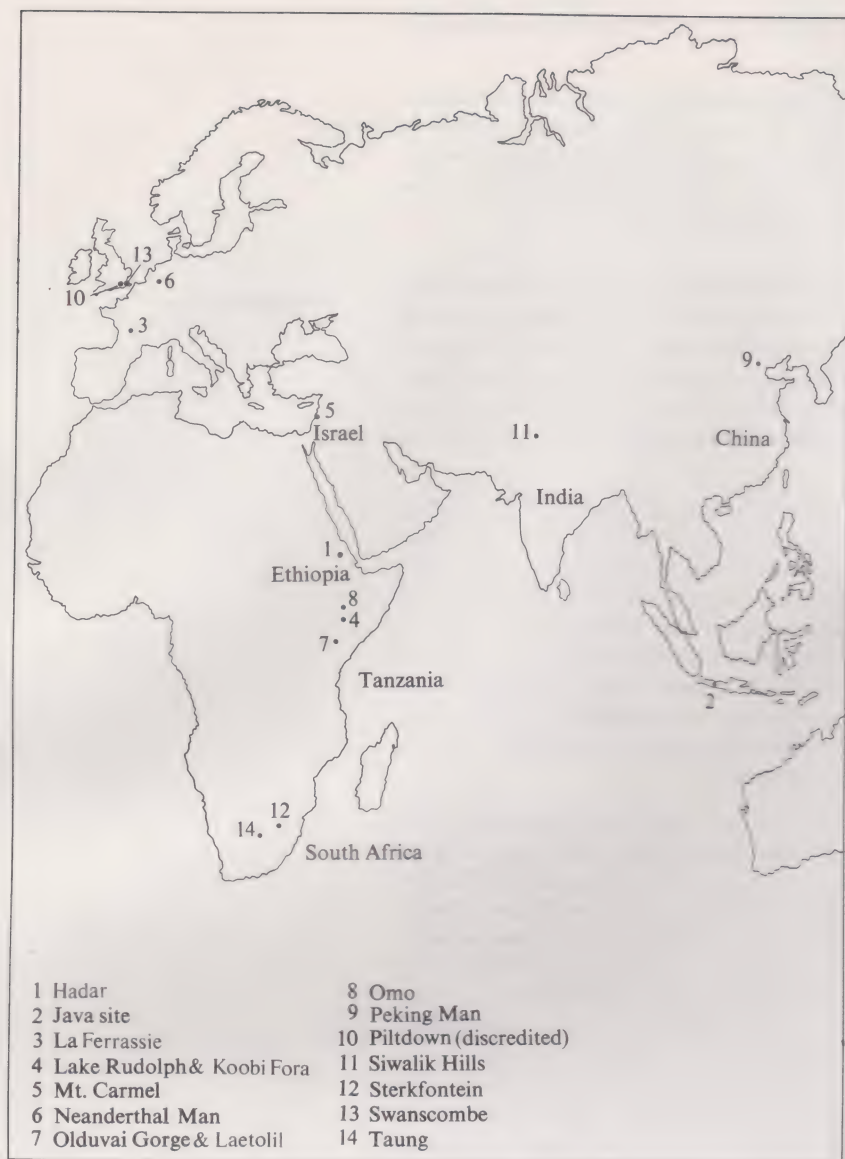 13
10
6
3
9
5
Israel
11
China
India
1
Ethiopia
8
4
7
Tanzania
2
12
14
South Africa
1 Hadar
2 Java site
3 La Ferrassie
4 Lake Rudolph & Koobi Fora
5 Mt. Carmel
6 Neanderthal Man
7 Olduvai Gorge & Laetolil
8 Omo
9 Peking Man
10 Piltdown (discredited)
11 Siwalik Hills
12 Sterkfontein
13 Swanscombe
14 Taung